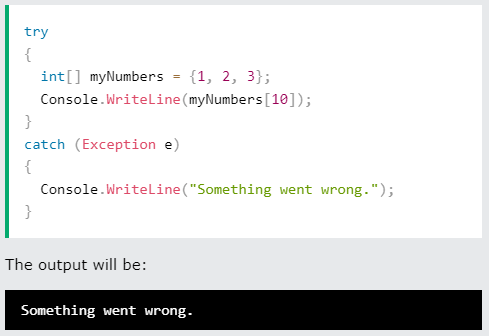 try
{
  int[] myNumbers = {1, 2, 3};
  Console.WriteLine(myNumbers[10]);
}
catch (Exception e)
{
  Console.WriteLine("Something went wrong.");
}
The output will be:
Something went wrong.